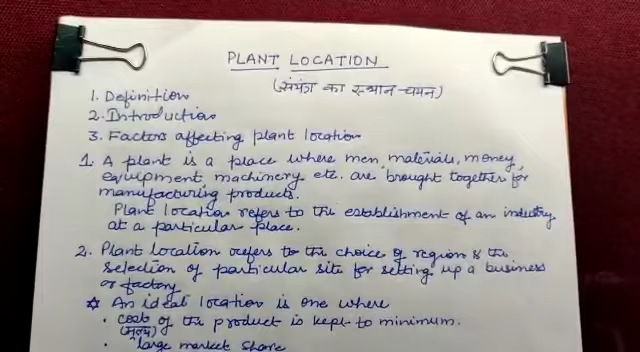 PLANT LOCATION
(संयंत्र का स्थान-चयन)
1. Definition
2. Introduction
3. Factors affecting plant location
1. A plant is a place where men, materials, money,
equipment machinery etc. are brought together for
manufacturing products.
Plant location refers to the establishment of an industry
at a particular place.
2. Plant location refers to the choice of region & the
selection of particular site for setting up a business
or factory
☆ An ideal location is one where
• cost of the product is kept to minimum.
(मूल्य)
• large market share